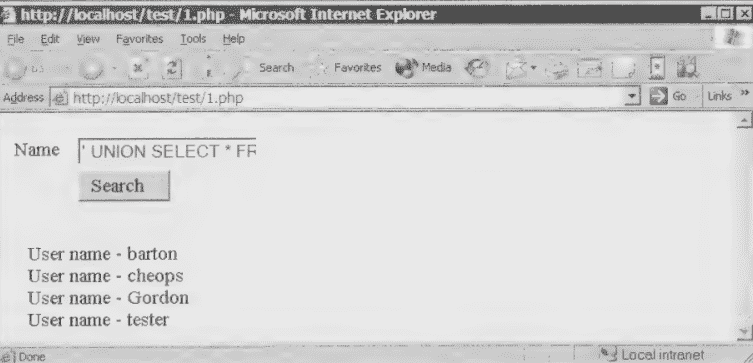 http://localhost/test/1.php - Microsoft Internet Explorer
File Edit View Favorites Tools Help
Search Favorites Media
Address http://localhost/test/1.php Go Links »
Name ' UNION SELECT * FR
Search
User name - barton
User name - cheops
User name - Gordon
User name - tester
Done Local intranet